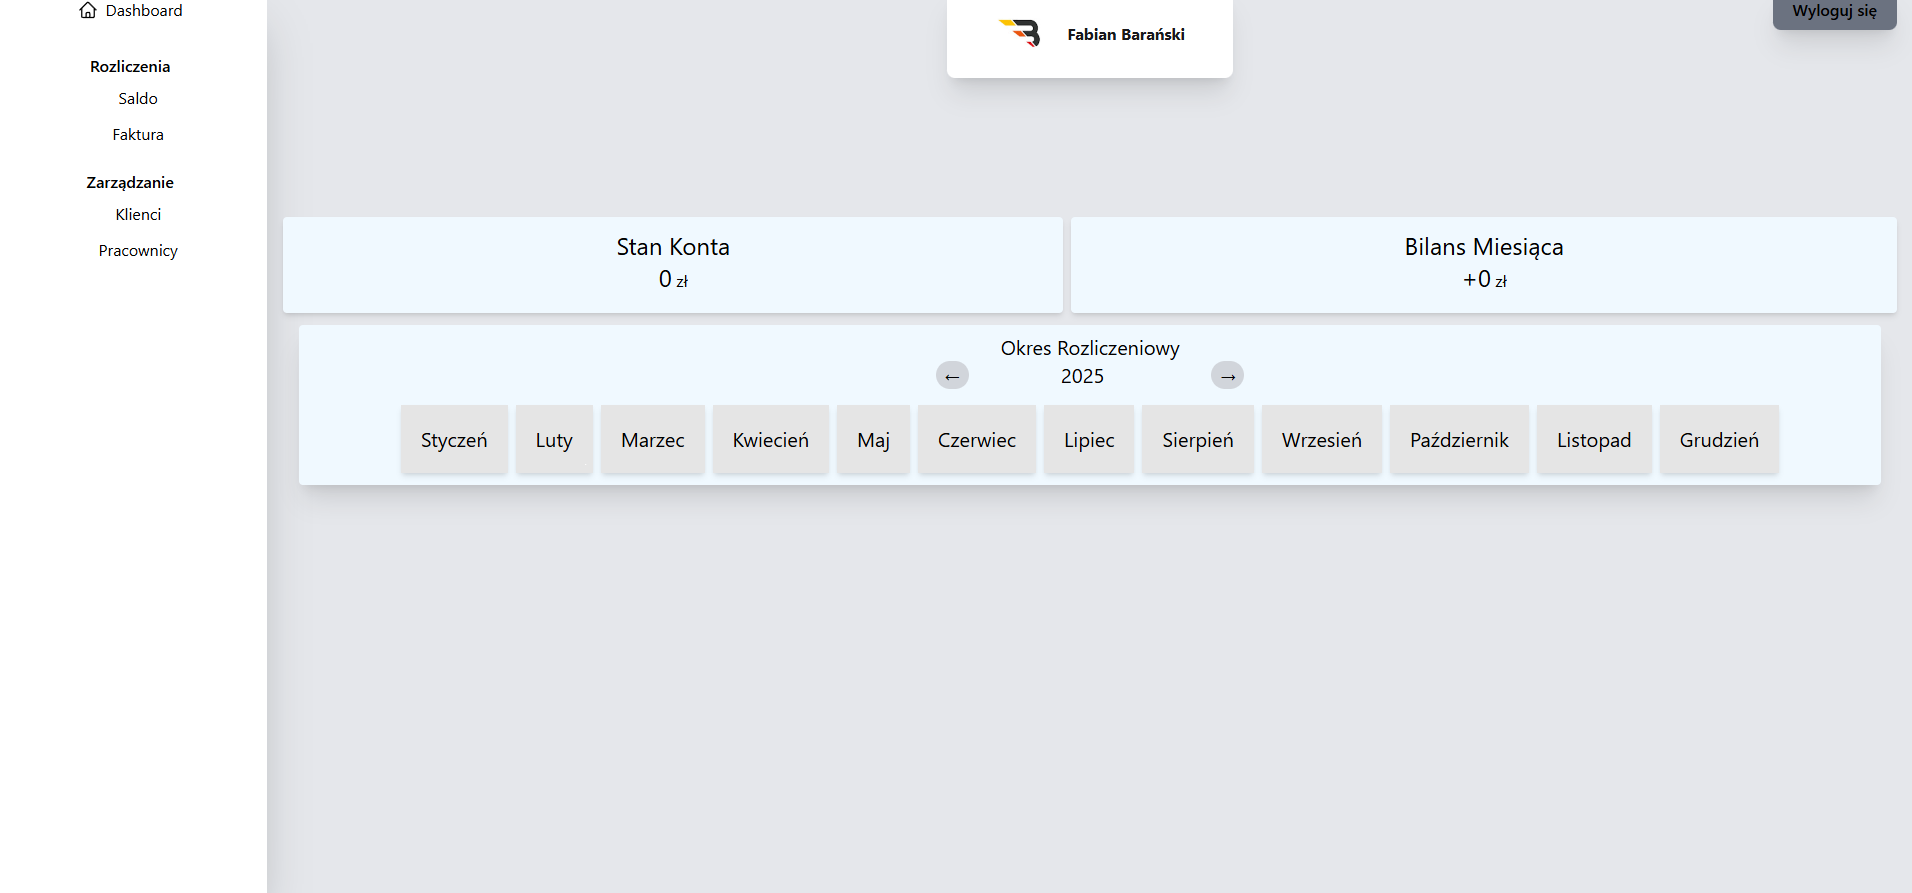 Dashboard
Rozliczenia
Saldo
Faktura
Zarządzanie
Klienci
Pracownicy
Fabian Barański
Wyloguj się
Stan Konta
0 zł
Bilans Miesiąca
+0 zł
Okres Rozliczeniowy
← 2025 →
Styczeń Luty Marzec Kwiecień Maj Czerwiec Lipiec Sierpień Wrzesień Październik Listopad Grudzień